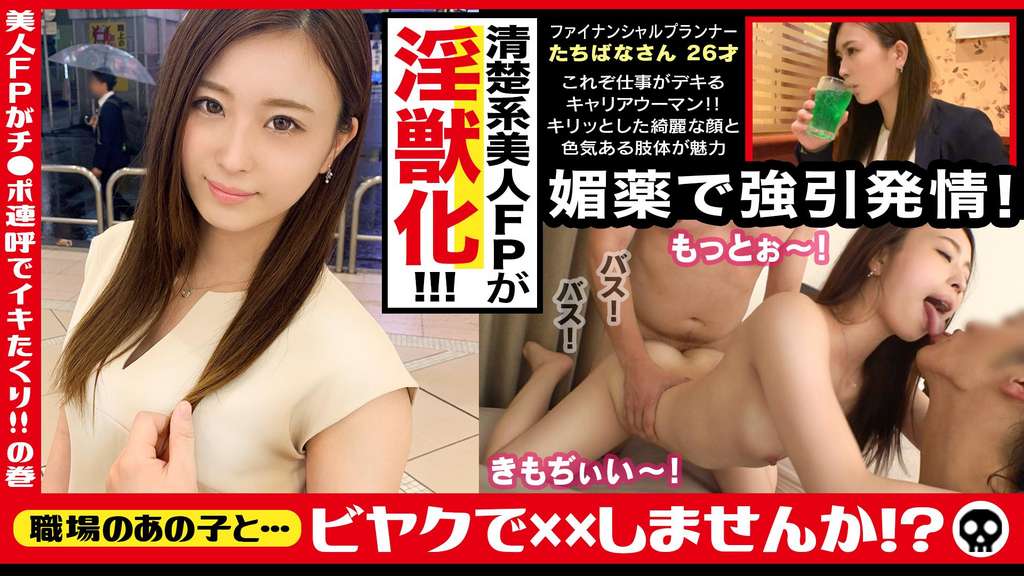 美人FPがチ●ポ連呼でイキたくり!!の巻
清楚系美人FPが
淫獣化!!!
ファイナンシャルプランナー
たちばなさん 26才
これぞ仕事がデキる
キャリアウーマン!!
キリッとした綺麗な顔と
色気ある肢体が魅力
媚薬で強引発情!
もっとぉ〜!
バス!
バス!
きもぢぃい〜!
職場のあの子と…
ビヤクで××しませんか!?